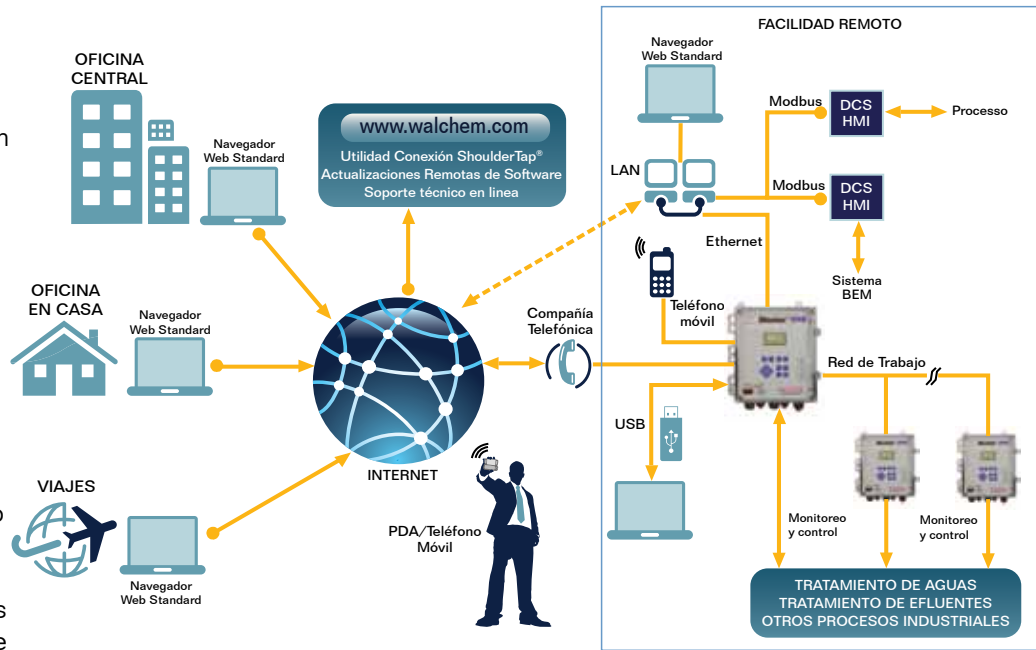 OFICINA
CENTRAL
Navegador
Web Standard
www.walchem.com
Utilidad Conexión ShoulderTap®
Actualizaciones Remotas de Software
Soporte técnico en linea
OFICINA
EN CASA
Navegador
Web Standard
VIAJES
Navegador
Web Standard
INTERNET
PDA/Teléfono
Móvil
Compañía
Telefónica
FACILIDAD REMOTO
Navegador
Web Standard
LAN
Modbus
DCS
HMI
Processo
Modbus
DCS
HMI
Sistema
BEM
Ethernet
Teléfono
móvil
Red de Trabajo
USB
Monitoreo
y control
Monitoreo
y control
TRATAMIENTO DE AGUAS
TRATAMIENTO DE EFLUENTES
OTROS PROCESOS INDUSTRIALES